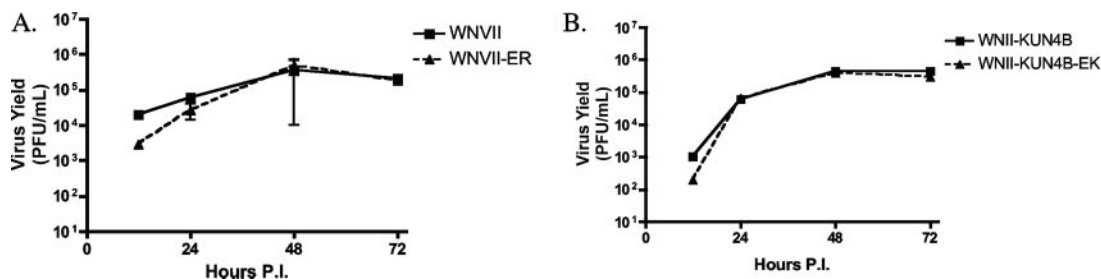 A.
WNVII
WNVII-ER
Virus Yield
(PFU/mL)
10⁷
10⁶
10⁵
10⁴
10³
10²
10¹
0
24
48
72
Hours P.I.
B.
WNII-KUN4B
WNII-KUN4B-EK
Virus Yield
(PFU/mL)
10⁷
10⁶
10⁵
10⁴
10³
10²
10¹
0
24
48
72
Hours P.I.